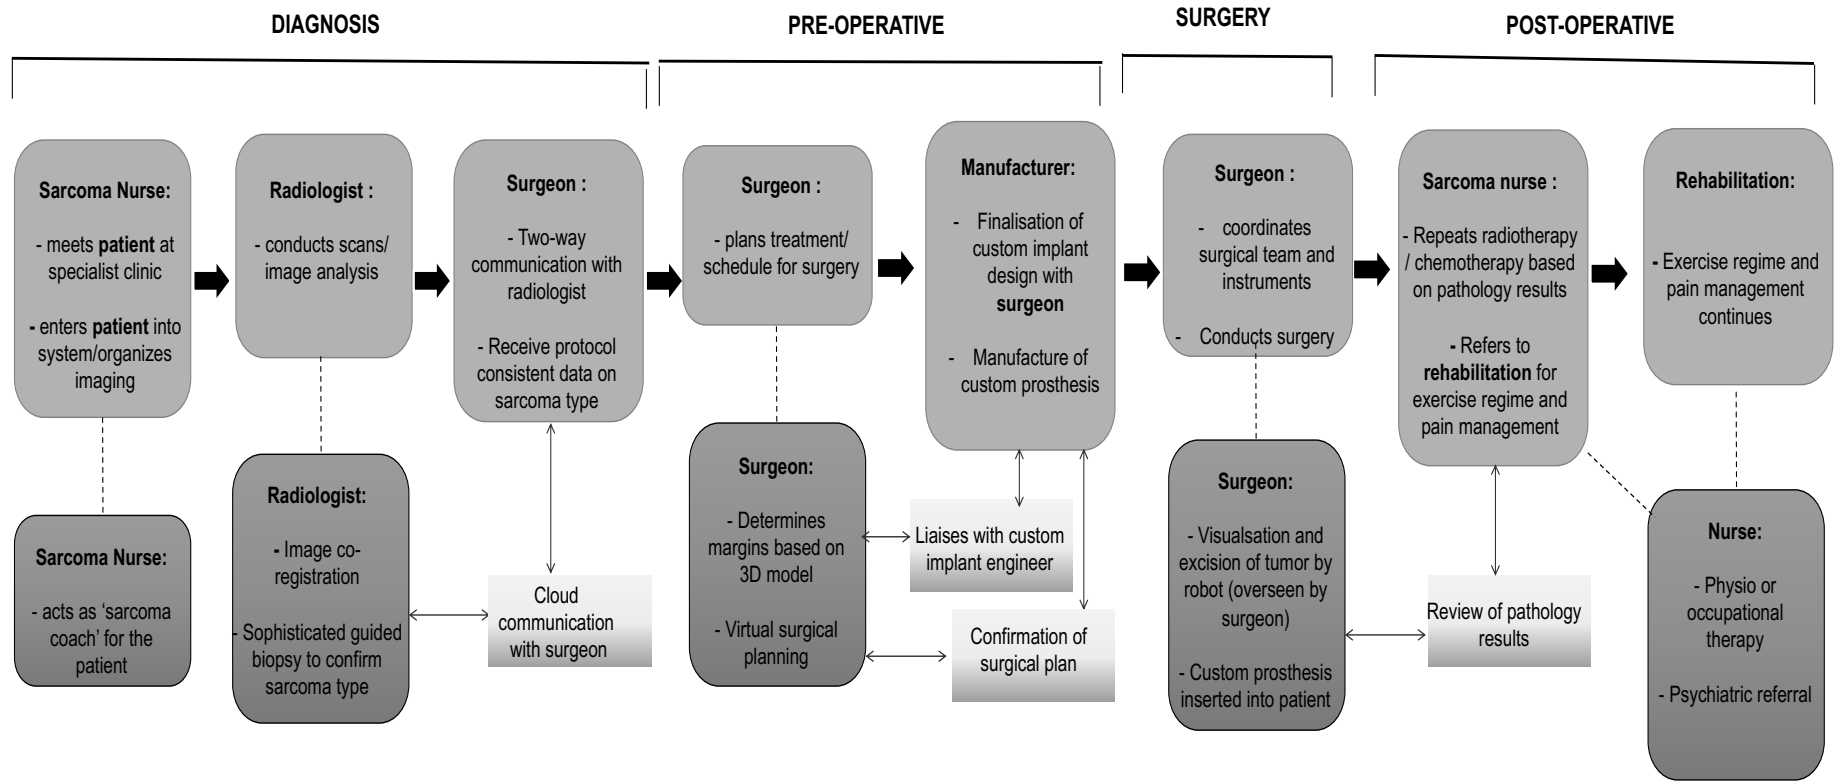 DIAGNOSIS
PRE-OPERATIVE
SURGERY
POST-OPERATIVE
Sarcoma Nurse:
- meets patient at
specialist clinic
- enters patient into
system/organizes
imaging
Radiologist :
- conducts scans/
image analysis
Surgeon :
- Two-way
communication with
radiologist
- Receive protocol
consistent data on
sarcoma type
Surgeon :
- plans treatment/
schedule for surgery
Manufacturer:
- Finalisation of
custom implant
design with
surgeon
- Manufacture of
custom prosthesis
Surgeon :
- coordinates
surgical team and
instruments
- Conducts surgery
Sarcoma nurse :
- Repeats radiotherapy
/ chemotherapy based
on pathology results
- Refers to
rehabilitation for
exercise regime and
pain management
Rehabilitation:
- Exercise regime and
pain management
continues
Sarcoma Nurse:
- acts as ‘sarcoma
coach’ for the
patient
Radiologist:
- Image co-
registration
- Sophisticated guided
biopsy to confirm
sarcoma type
Cloud
communication
with surgeon
Surgeon:
- Determines
margins based on
3D model
- Virtual surgical
planning
Liaises with custom
implant engineer
Confirmation of
surgical plan
Surgeon:
- Visualsation and
excision of tumor by
robot (overseen by
surgeon)
- Custom prosthesis
inserted into patient
Review of pathology
results
Nurse:
- Physio or
occupational
therapy
- Psychiatric referral